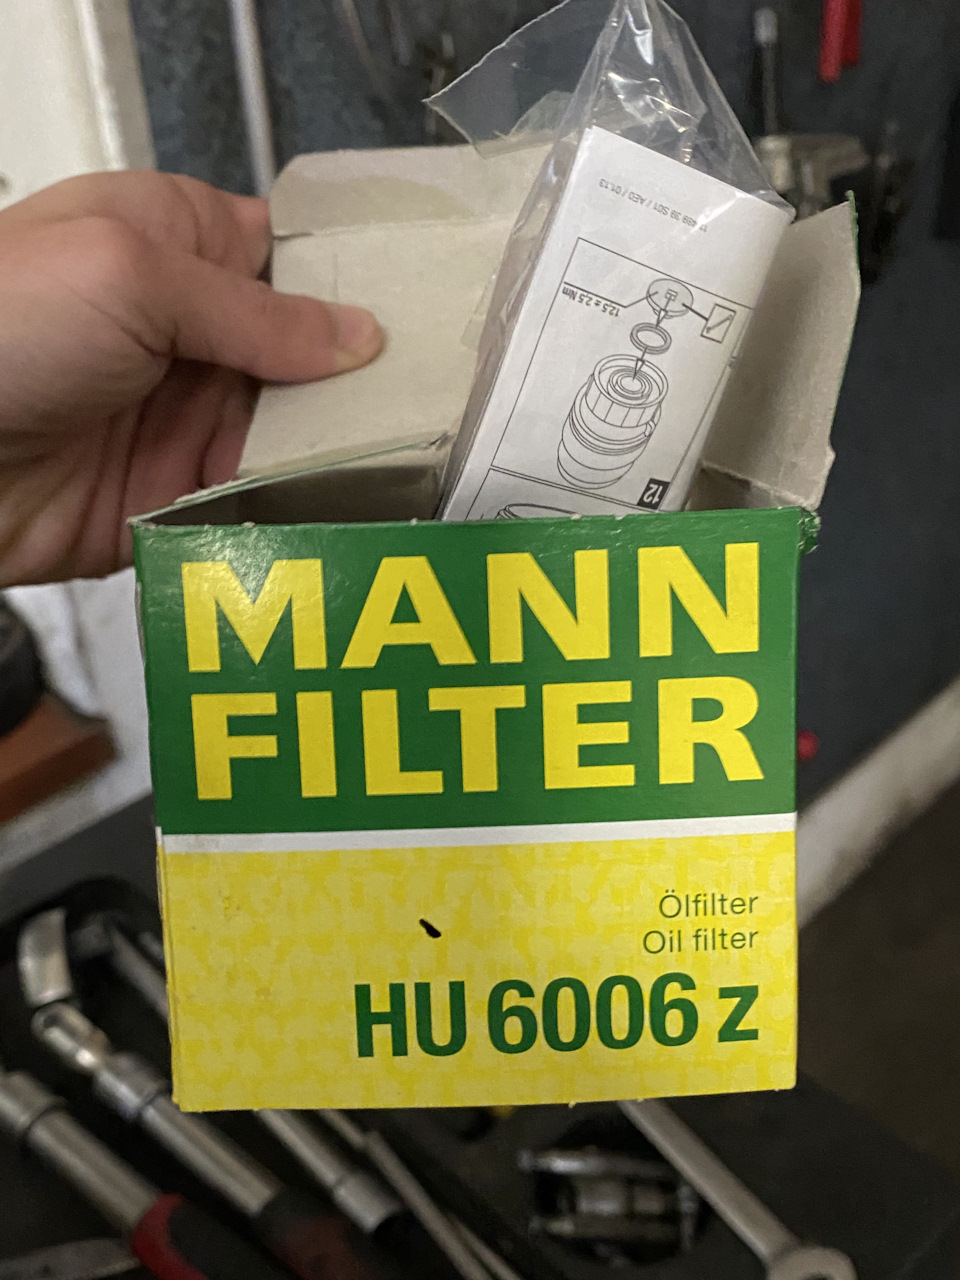 12,5 ± 2,5 Nm
12
MANN
FILTER
Ölfilter
Oil filter
HU 6006 z